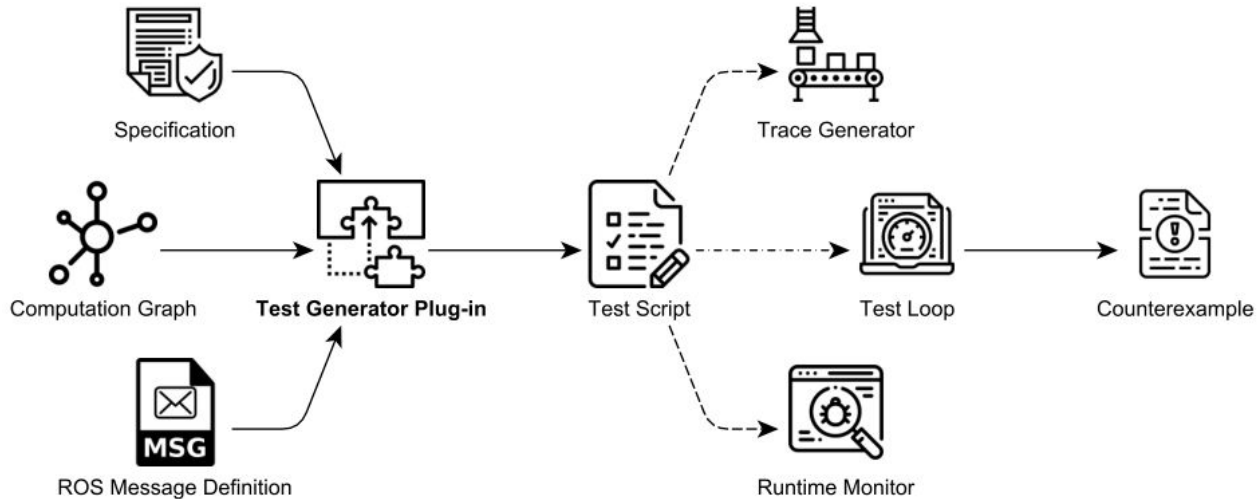 Specification
Trace Generator
Computation Graph
Test Generator Plug-in
Test Script
Test Loop
Counterexample
MSG
ROS Message Definition
Runtime Monitor